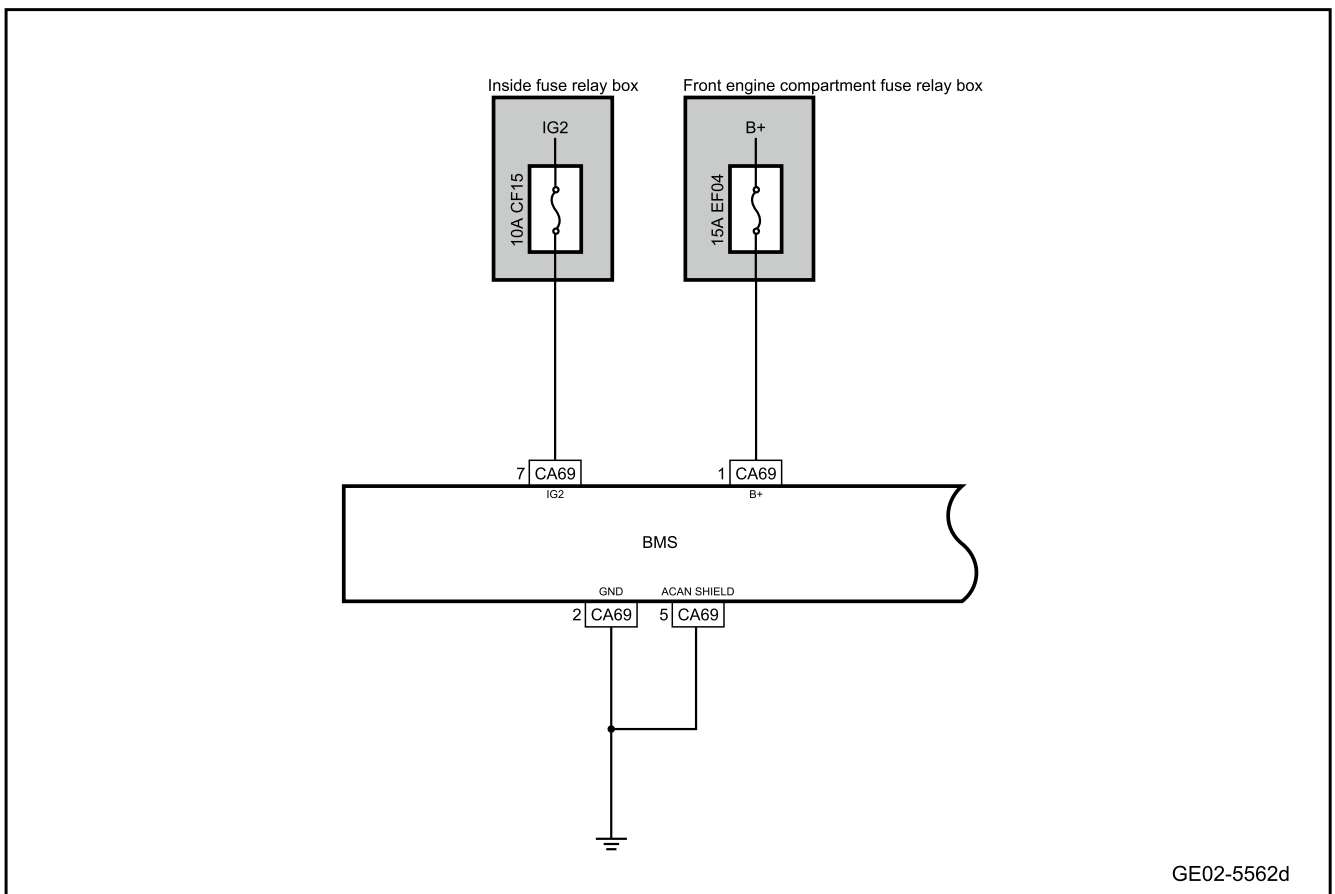 Inside fuse relay box
Front engine compartment fuse relay box
IG2
B+
10A CF15
15A EF04
7 CA69
1 CA69
IG2
B+
BMS
GND
ACAN SHIELD
2 CA69
5 CA69
GE02-5562d